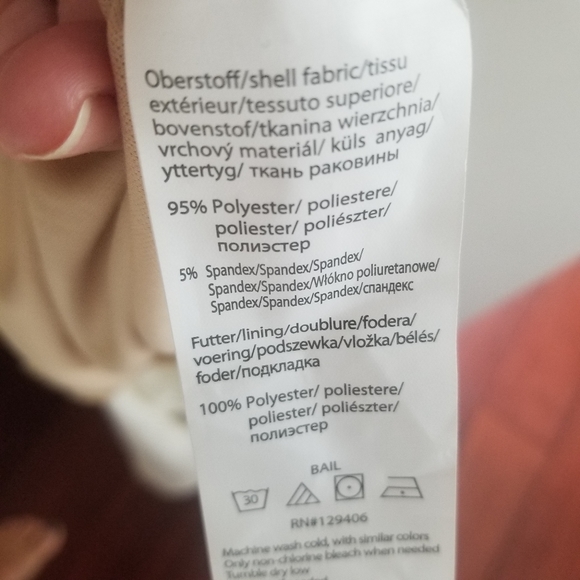 Oberstoff/shell fabric/tissu
extérieur/tessuto superiore/
bovenstof/tkanina wierzchnia/
vrchový materiál/ küls anyag/
yttertyg/ ткань раковины
95% Polyester/ poliestere/
poliester/ poliészter/
полиэстер
5% Spandex/Spandex/Spandex/
Spandex/Spandex/Włókno poliuretanowe/
Spandex/Spandex/Spandex/спандекс
Futter/lining/doublure/fodera/
voering/podszewka/vložka/bélés/
foder/подкладка
100% Polyester/ poliestere/
poliester/ poliészter/
полиэстер
BAIL
30
RN#129406
Machine wash cold, with similar colors
Only non-chlorine bleach when needed
Tumble dry low